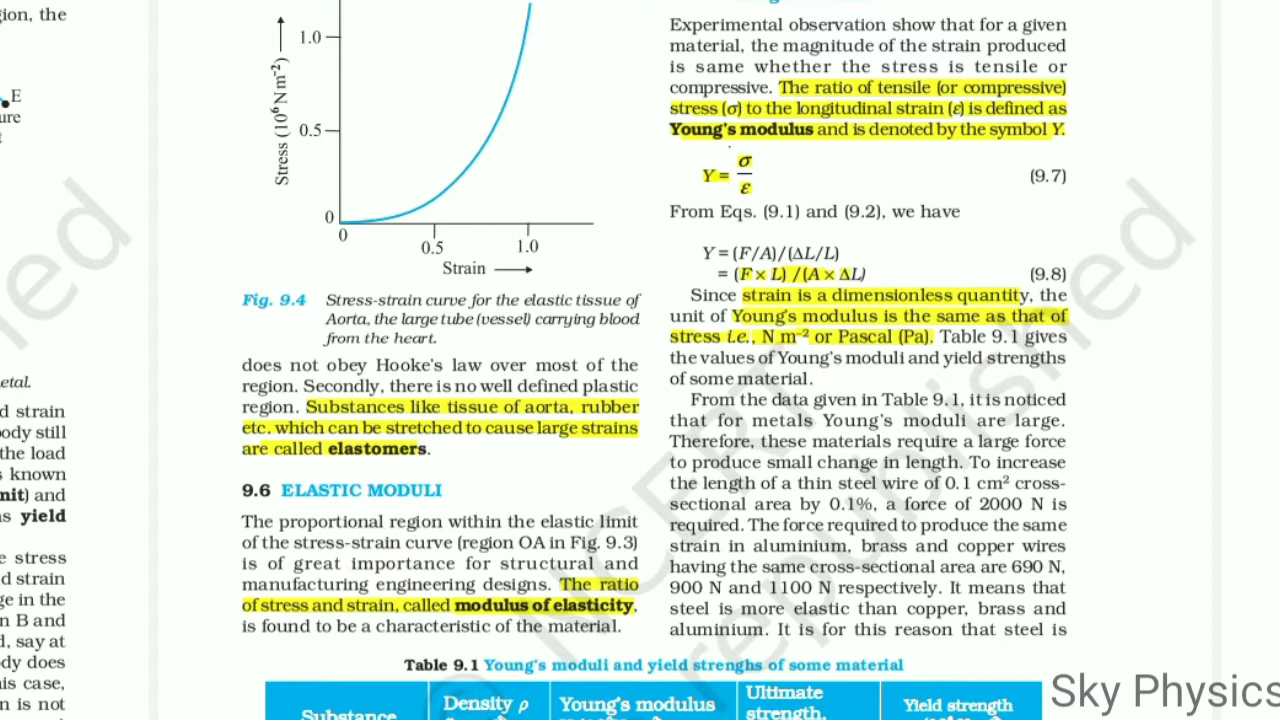 gion, the
E
ure
t
etal.
d strain
ody still
the load
s known
nit) and
as yield
e stress
d strain
ge in the
n B and
d, say at
dy does
is case,
n is not
Stress (10⁶ N m⁻²)
1.0
0.5
0
0
0.5
1.0
Strain
Fig. 9.4 Stress-strain curve for the elastic tissue of
Aorta, the large tube (vessel) carrying blood
from the heart.
does not obey Hooke's law over most of the
region. Secondly, there is no well defined plastic
region. Substances like tissue of aorta, rubber
etc. which can be stretched to cause large strains
are called elastomers.
9.6 ELASTIC MODULI
The proportional region within the elastic limit
of the stress-strain curve (region OA in Fig. 9.3)
is of great importance for structural and
manufacturing engineering designs. The ratio
of stress and strain, called modulus of elasticity,
is found to be a characteristic of the material.
Experimental observation show that for a given
material, the magnitude of the strain produced
is same whether the stress is tensile or
compressive. The ratio of tensile (or compressive)
stress (σ) to the longitudinal strain (ε) is defined as
Young's modulus and is denoted by the symbol Y.
Y = σ/ε (9.7)
From Eqs. (9.1) and (9.2), we have
Y = (F/A)/(ΔL/L)
= (F × L) /(A × ΔL) (9.8)
Since strain is a dimensionless quantity, the
unit of Young's modulus is the same as that of
stress i.e., N m⁻² or Pascal (Pa). Table 9.1 gives
the values of Young's moduli and yield strengths
of some material.
From the data given in Table 9.1, it is noticed
that for metals Young's moduli are large.
Therefore, these materials require a large force
to produce small change in length. To increase
the length of a thin steel wire of 0.1 cm² cross-
sectional area by 0.1%, a force of 2000 N is
required. The force required to produce the same
strain in aluminium, brass and copper wires
having the same cross-sectional area are 690 N,
900 N and 1100 N respectively. It means that
steel is more elastic than copper, brass and
aluminium. It is for this reason that steel is
Table 9.1 Young's moduli and yield strenghs of some material
Substance
Density ρ
Young's modulus
Ultimate
strength,
Yield strength
Sky Physics
NCERT
republished